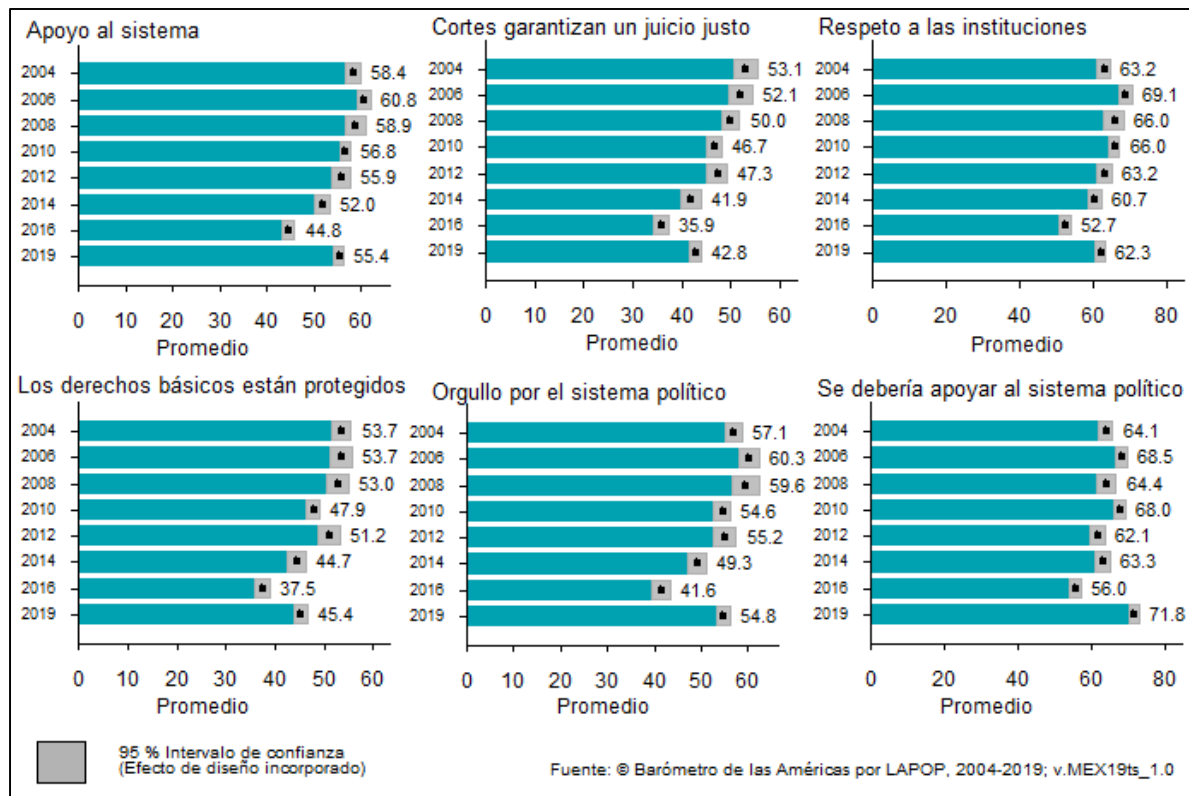 Apoyo al sistema
2004 58.4
2006 60.8
2008 58.9
2010 56.8
2012 55.9
2014 52.0
2016 44.8
2019 55.4
0 10 20 30 40 50 60
Promedio
Cortes garantizan un juicio justo
2004 53.1
2006 52.1
2008 50.0
2010 46.7
2012 47.3
2014 41.9
2016 35.9
2019 42.8
0 10 20 30 40 50 60
Promedio
Respeto a las instituciones
2004 63.2
2006 69.1
2008 66.0
2010 66.0
2012 63.2
2014 60.7
2016 52.7
2019 62.3
0 20 40 60 80
Promedio
Los derechos básicos están protegidos
2004 53.7
2006 53.7
2008 53.0
2010 47.9
2012 51.2
2014 44.7
2016 37.5
2019 45.4
0 10 20 30 40 50 60
Promedio
Orgullo por el sistema político
2004 57.1
2006 60.3
2008 59.6
2010 54.6
2012 55.2
2014 49.3
2016 41.6
2019 54.8
0 10 20 30 40 50 60
Promedio
Se debería apoyar al sistema político
2004 64.1
2006 68.5
2008 64.4
2010 68.0
2012 62.1
2014 63.3
2016 56.0
2019 71.8
0 20 40 60 80
Promedio
95 % Intervalo de confianza
(Efecto de diseño incorporado)
Fuente: © Barómetro de las Américas por LAPOP, 2004-2019; v.MEX19ts_1.0